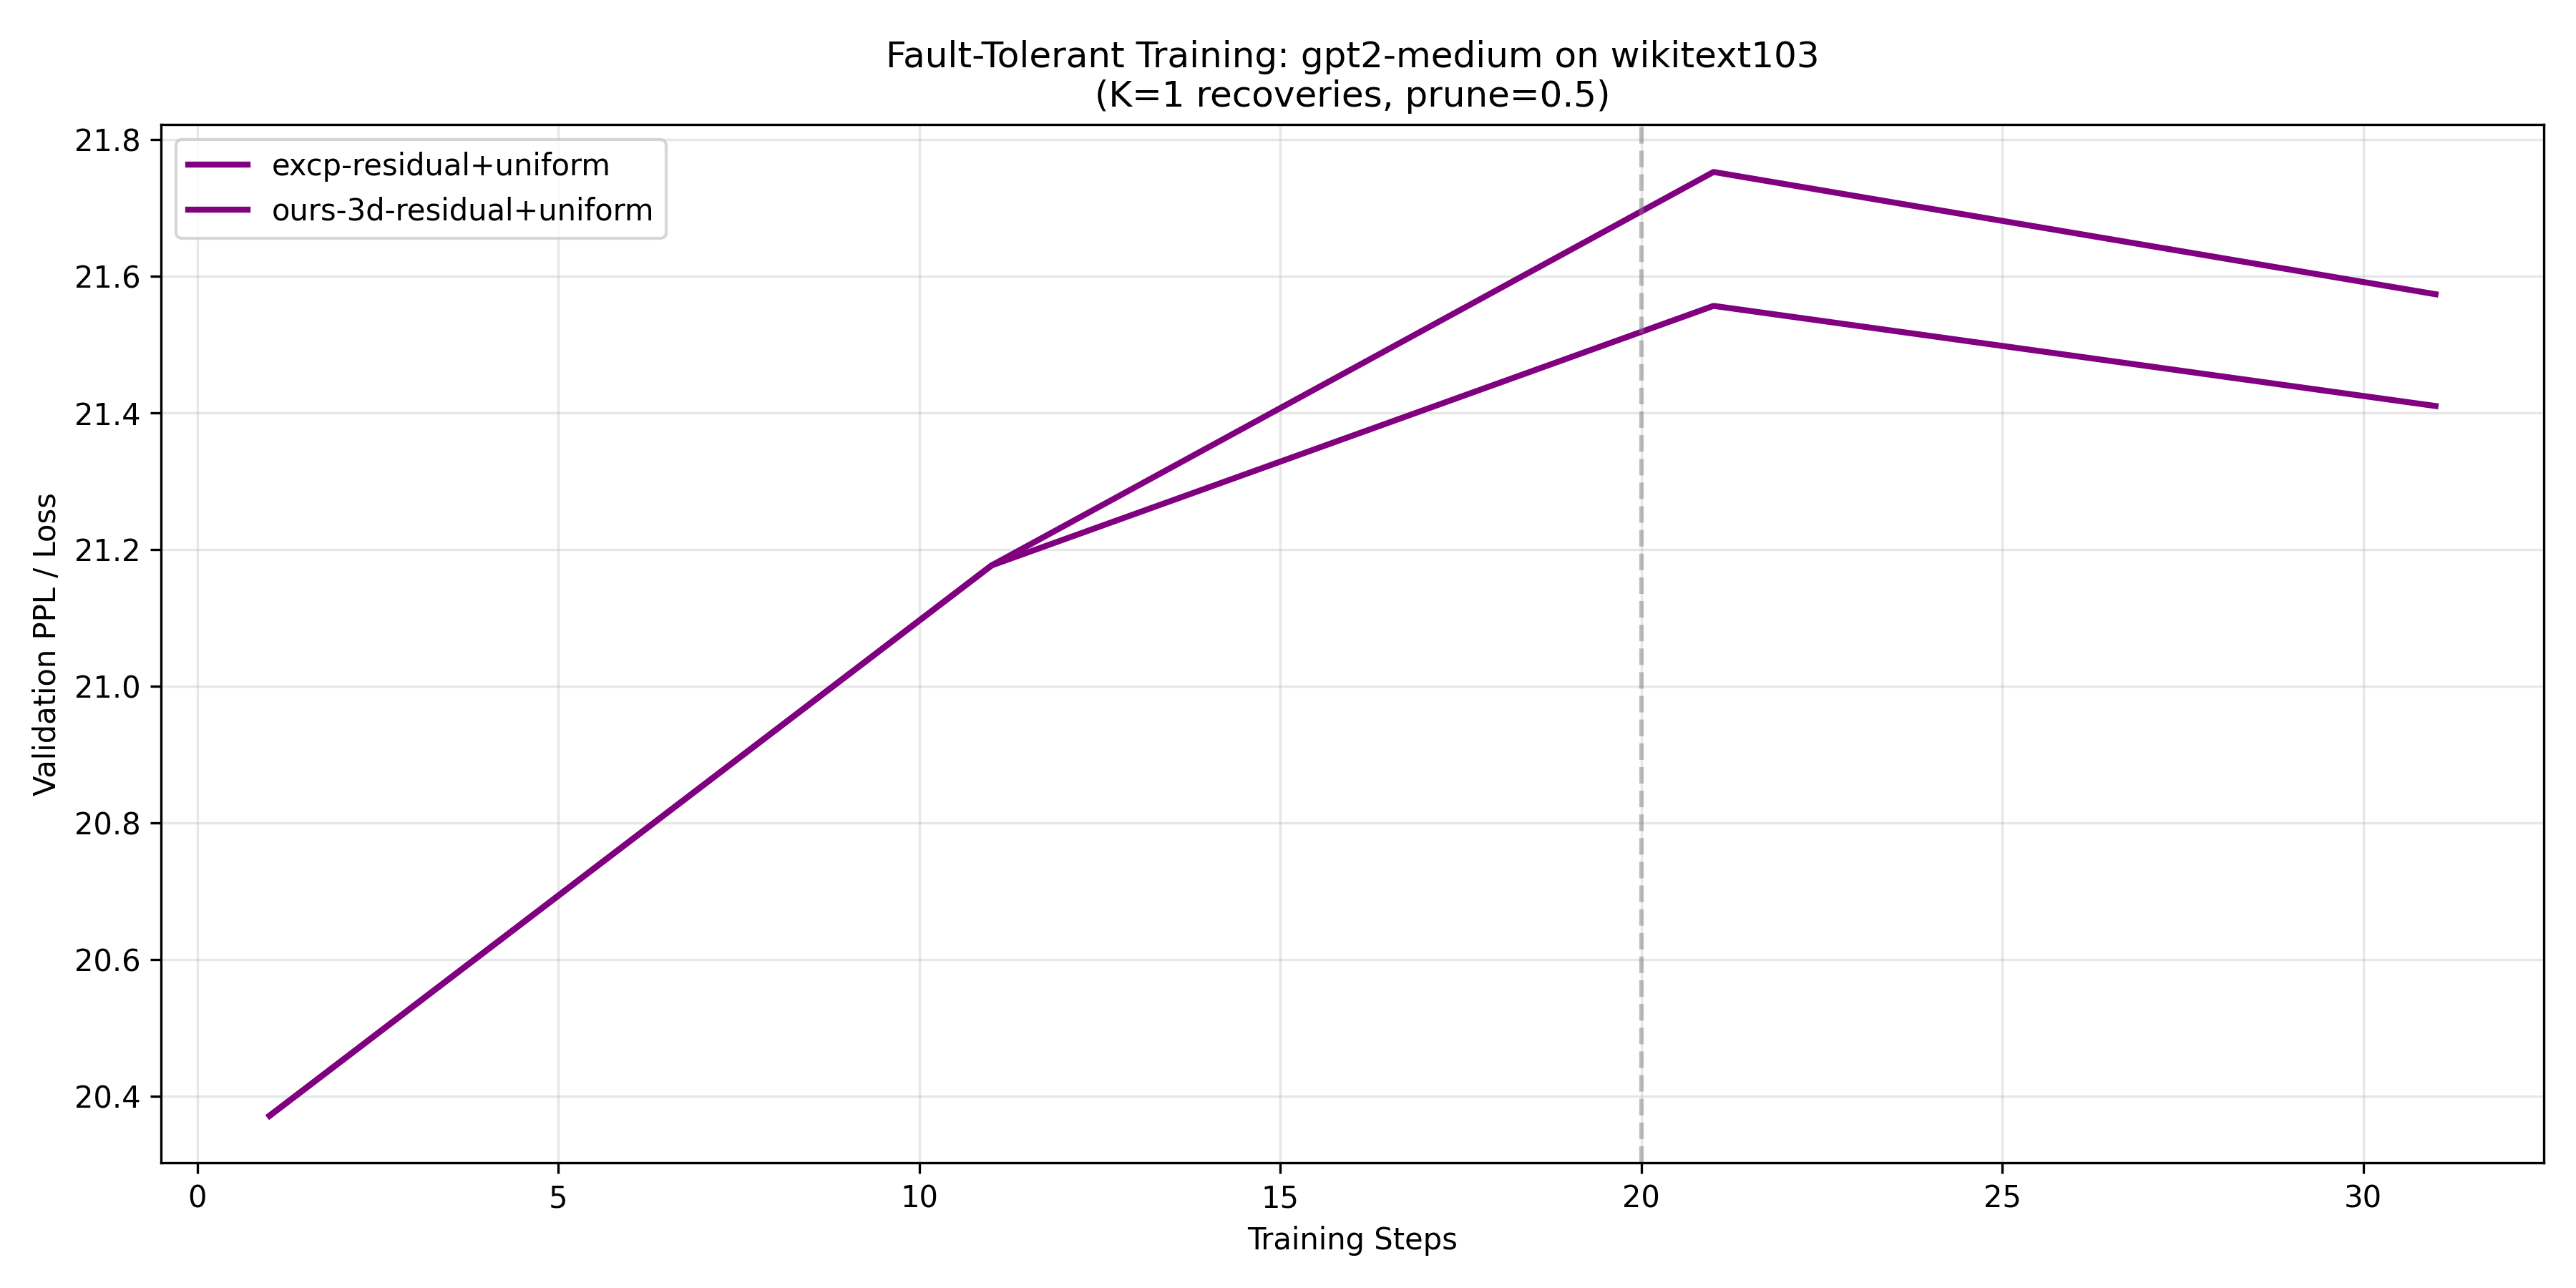 Fault-Tolerant Training: gpt2-medium on wikitext103
(K=1 recoveries, prune=0.5)
excp-residual+uniform
ours-3d-residual+uniform
Validation PPL / Loss
21.8
21.6
21.4
21.2
21.0
20.8
20.6
20.4
0
5
10
15
20
25
30
Training Steps